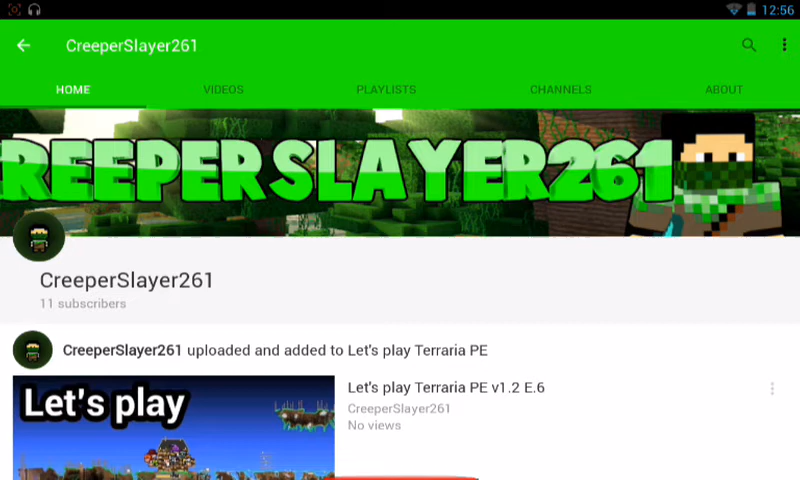 12:56
CreeperSlayer261
HOME VIDEOS PLAYLISTS CHANNELS ABOUT
REEPERSLAYER261
CreeperSlayer261
11 subscribers
CreeperSlayer261 uploaded and added to Let's play Terraria PE
Let's play
Let's play Terraria PE v1.2 E.6
CreeperSlayer261
No views